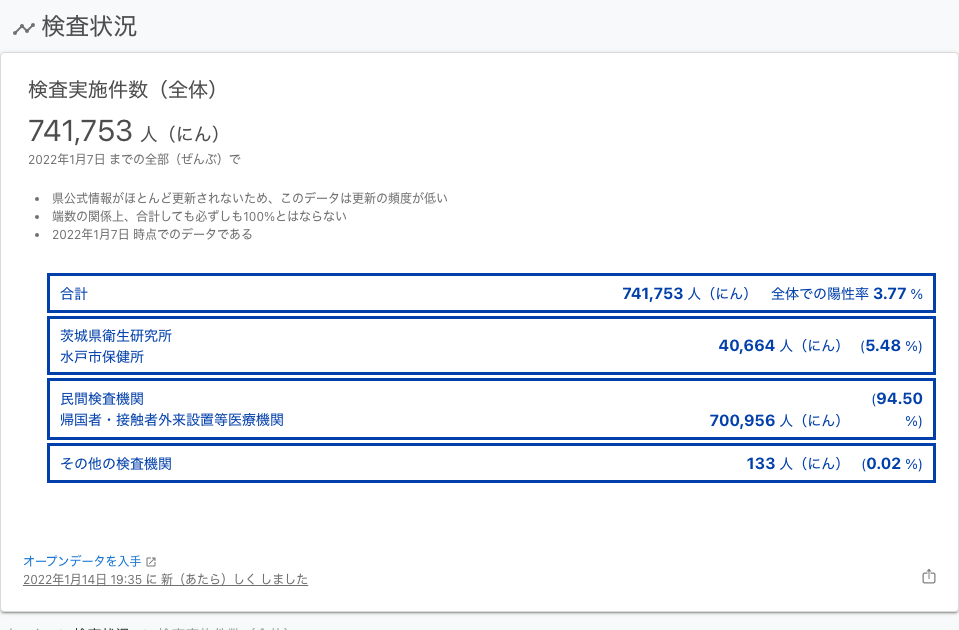 検査状況
検査実施件数（全体）
741,753 人（にん）
2022年1月7日 までの全部（ぜんぶ）で
県公式情報がほとんど更新されないため、このデータは更新の頻度が低い
端数の関係上、合計しても必ずしも100%とはならない
2022年1月7日 時点でのデータである
合計 741,753 人（にん） 全体での陽性率 3.77 %
茨城県衛生研究所
水戸市保健所
40,664 人（にん） (5.48 %)
民間検査機関
帰国者・接触者外来設置等医療機関
700,956 人（にん） (94.50
%)
その他の検査機関 133 人（にん） (0.02 %)
オープンデータを入手
2022年1月14日 19:35 に 新（あたら）しく しました